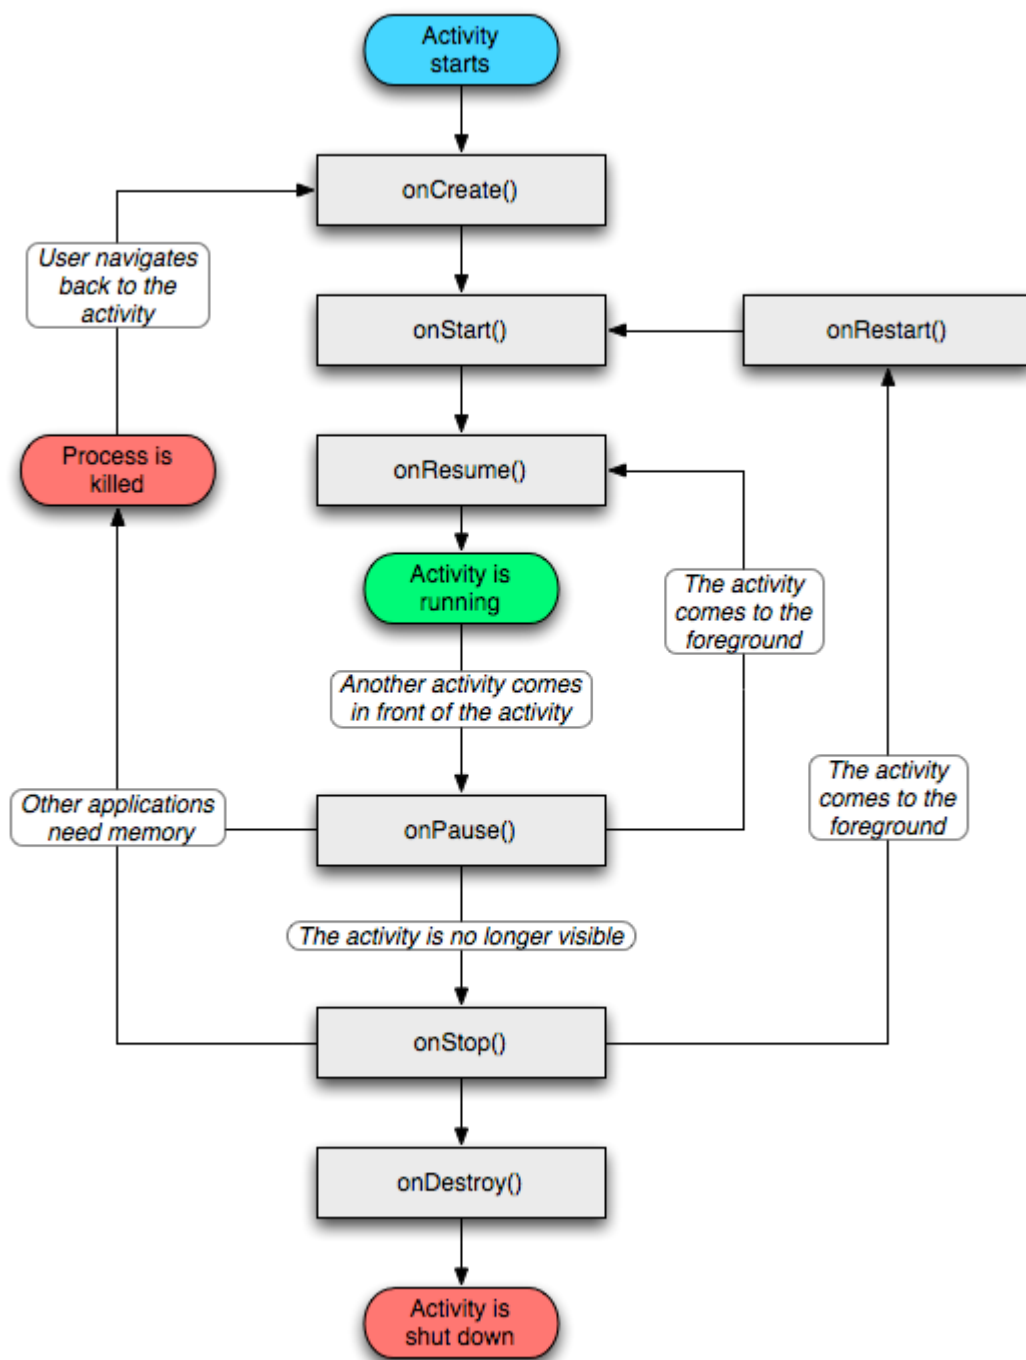 Activity
starts
onCreate()
User navigates
back to the
activity
onStart()
onRestart()
Process is
killed
onResume()
Activity is
running
The activity
comes to the
foreground
Another activity comes
in front of the activity
Other applications
need memory
onPause()
The activity
comes to the
foreground
The activity is no longer visible
onStop()
onDestroy()
Activity is
shut down